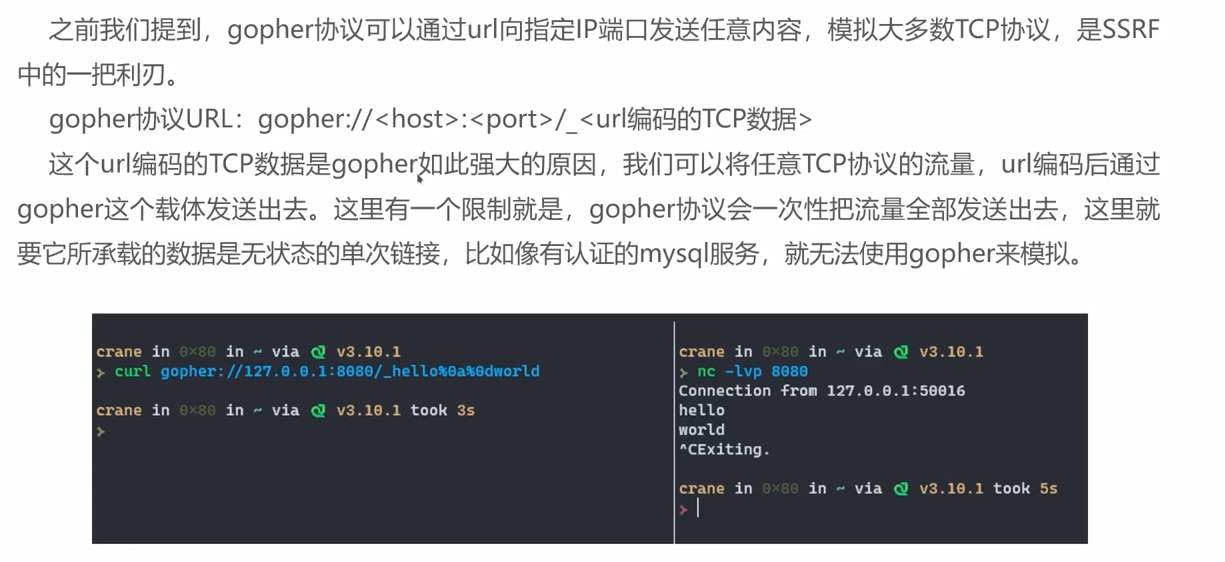 之前我们提到，gopher协议可以通过url向指定IP端口发送任意内容，模拟大多数TCP协议，是SSRF
中的一把利刃。
gopher协议URL：gopher://<host>:<port>/_<url编码的TCP数据>
这个url编码的TCP数据是gopher如此强大的原因，我们可以将任意TCP协议的流量，url编码后通过
gopher这个载体发送出去。这里有一个限制就是，gopher协议会一次性把流量全部发送出去，这里就
要它所承载的数据是无状态的单次链接，比如像有认证的mysql服务，就无法使用gopher来模拟。
crane in 0×80 in ~ via v3.10.1
> curl gopher://127.0.0.1:8080/_hello%0a%0dworld
crane in 0×80 in ~ via v3.10.1 took 3s
>
crane in 0×80 in ~ via v3.10.1
> nc -lvp 8080
Connection from 127.0.0.1:50016
hello
world
^CExiting.
crane in 0×80 in ~ via v3.10.1 took 5s
>